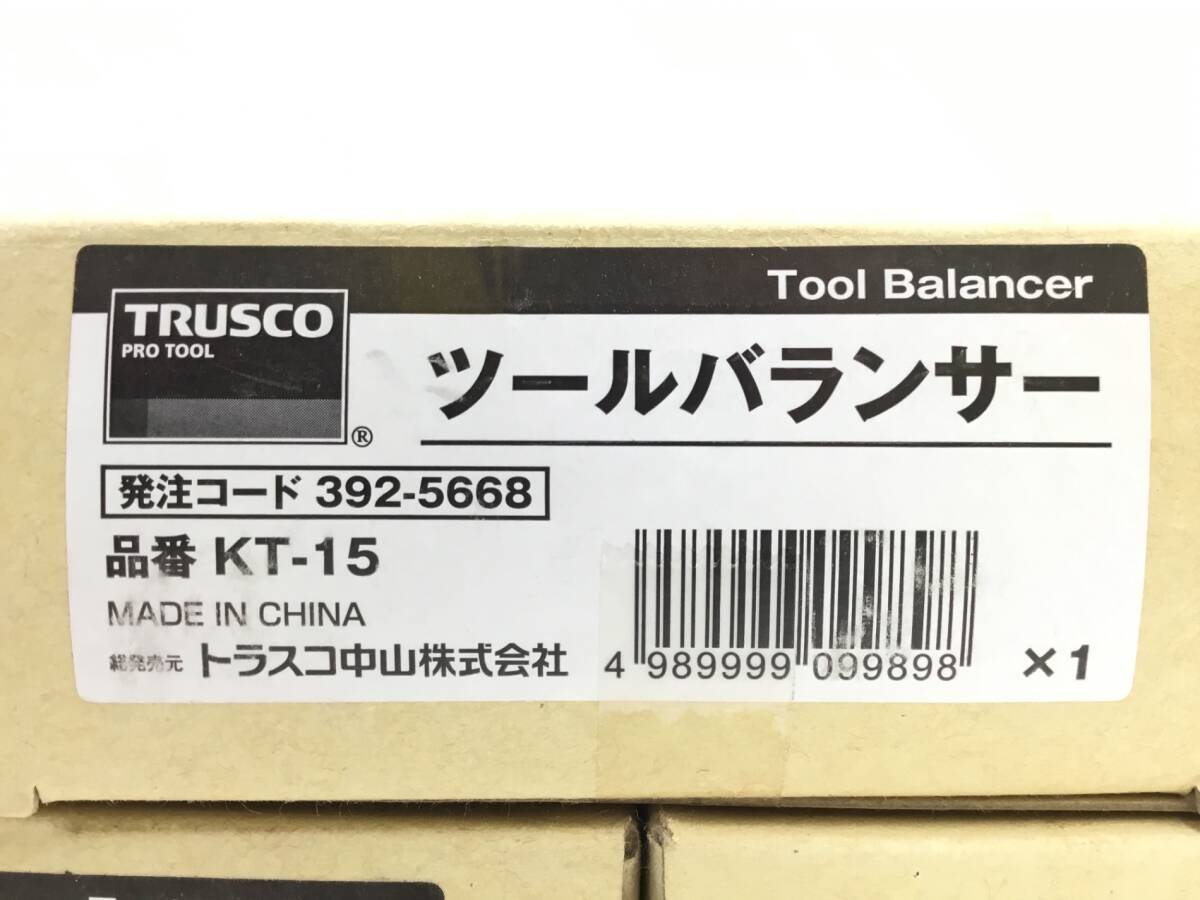 Tool Balancer
TRUSCO
PRO TOOL
®
ツールバランサー
発注コード 392-5668
品番 KT-15
MADE IN CHINA
総発売元 トラスコ中山株式会社
4 989999 099898
×1